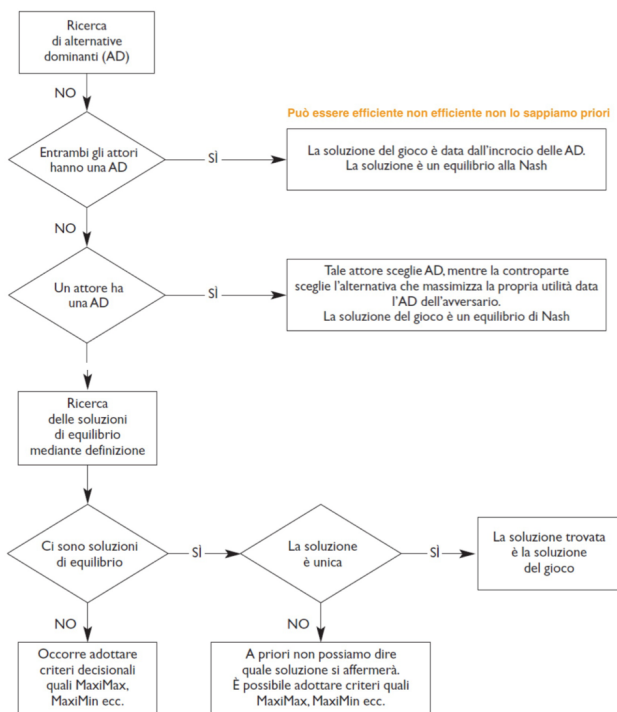 Ricerca
di alternative
dominanti (AD)
NO
Può essere efficiente non efficiente non lo sappiamo priori
Entrambi gli attori
hanno una AD
SÌ
La soluzione del gioco è data dall'incrocio delle AD.
La soluzione è un equilibrio alla Nash
NO
Un attore ha
una AD
SÌ
Tale attore sceglie AD, mentre la controparte
sceglie l'alternativa che massimizza la propria utilità data
l'AD dell'avversario.
La soluzione del gioco è un equilibrio di Nash
Ricerca
delle soluzioni
di equilibrio
mediante definizione
Ci sono soluzioni
di equilibrio
SÌ
La soluzione
è unica
SÌ
La soluzione trovata
è la soluzione
del gioco
NO
Occorre adottare
criteri decisionali
quali MaxiMax,
MaxiMin ecc.
NO
A priori non possiamo dire
quale soluzione si affermerà.
È possibile adottare criteri quali
MaxiMax, MaxiMin ecc.